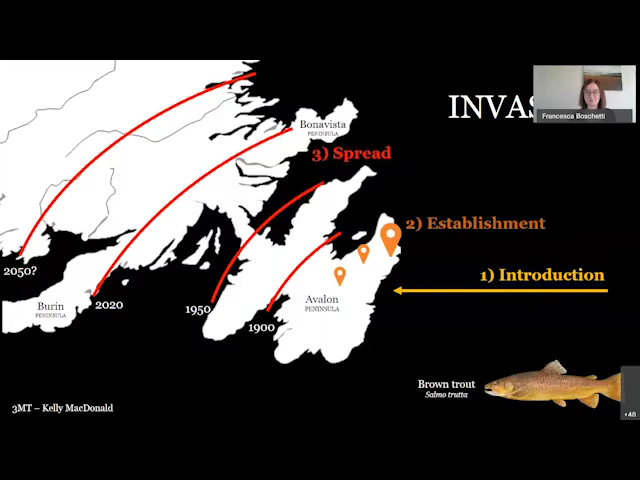 INVAS
Francesca Boschetti
Bonavista
PENINSULA
3) Spread
2) Establishment
2050?
1) Introduction
Burin
PENINSULA
2020
1950
Avalon
PENINSULA
1900
Brown trout
Salmo trutta
3MT – Kelly MacDonald
+48